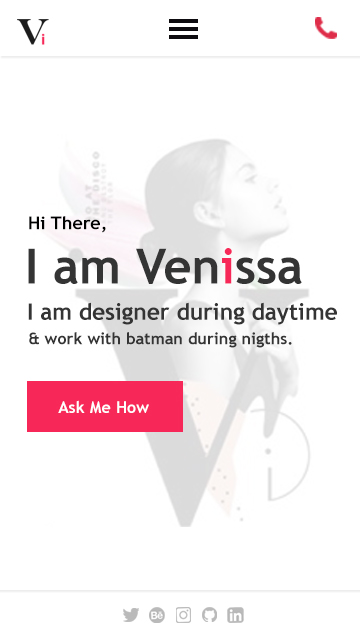 Vi
Hi There,
I am Venissa
I am designer during daytime
& work with batman during nigths.
Ask Me How